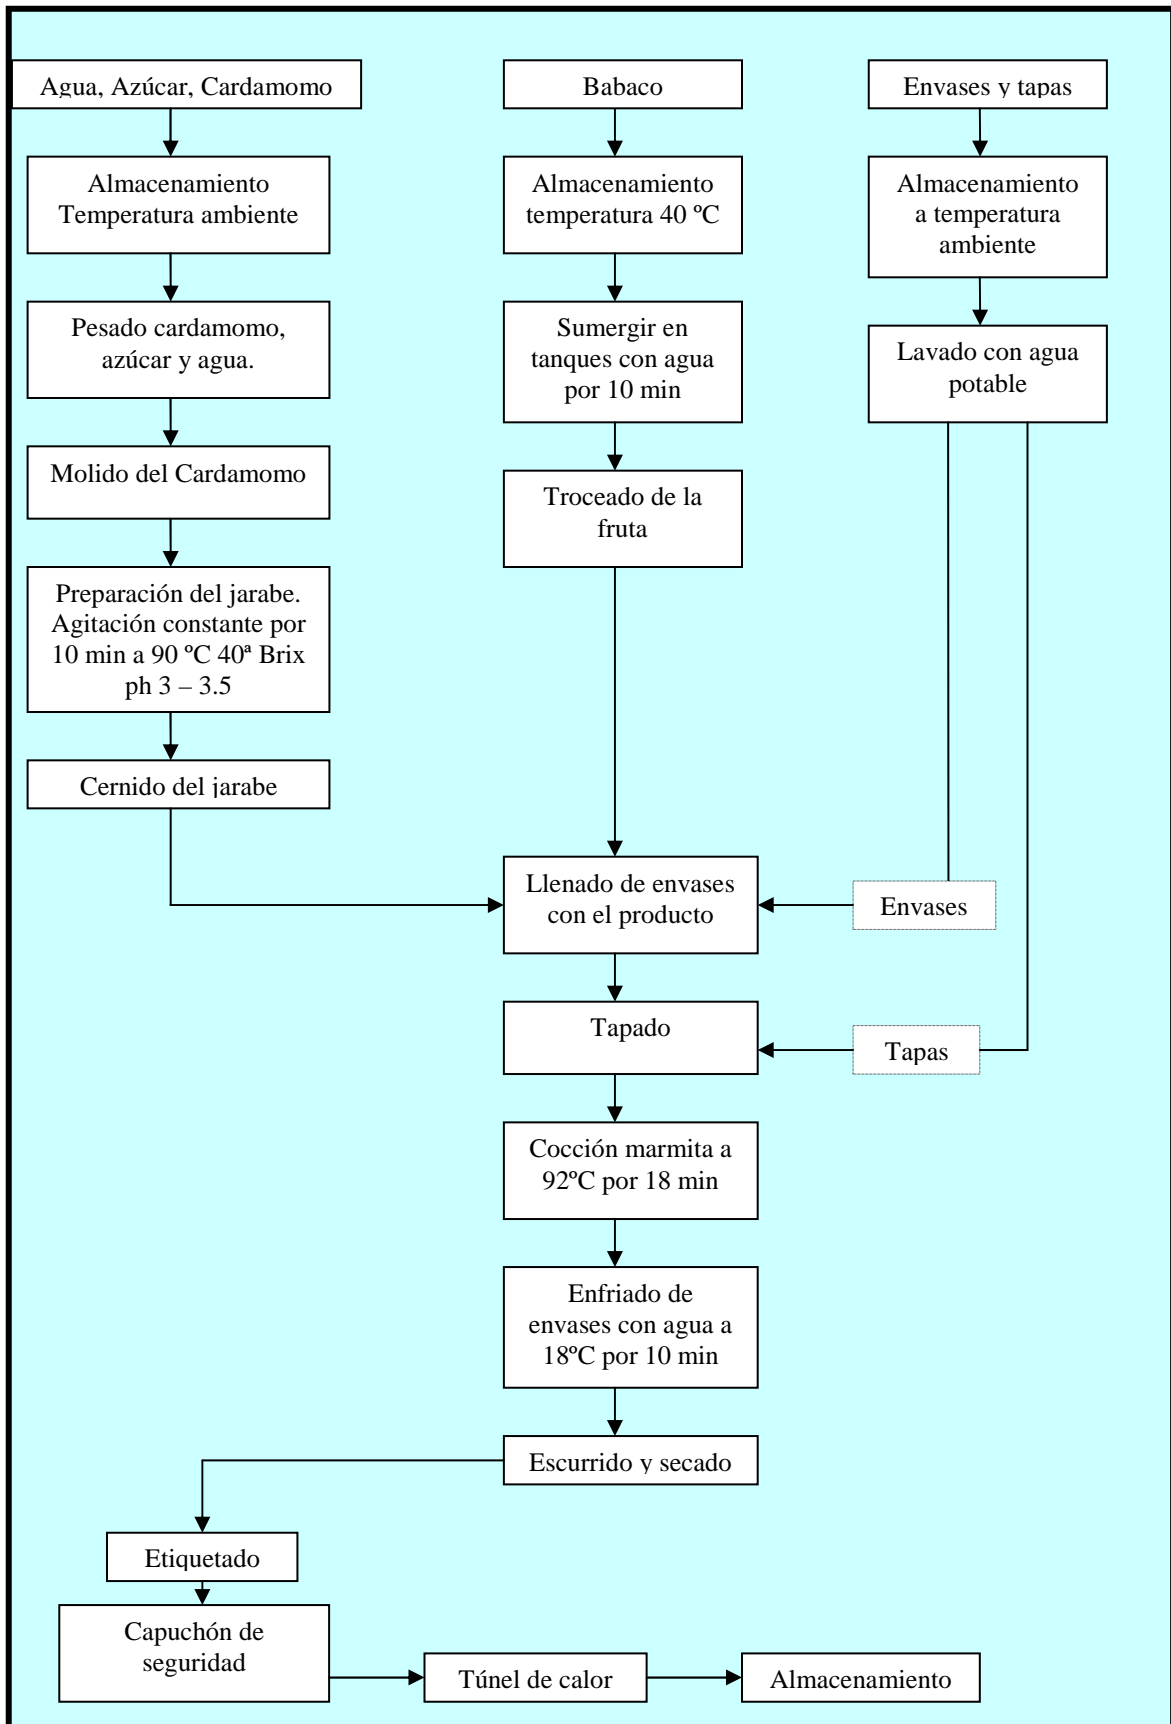 Agua, Azúcar, Cardamomo
Babaco
Envases y tapas
Almacenamiento
Temperatura ambiente
Almacenamiento
temperatura 40 ºC
Almacenamiento
a temperatura
ambiente
Pesado cardamomo,
azúcar y agua.
Sumergir en
tanques con agua
por 10 min
Lavado con agua
potable
Molido del Cardamomo
Troceado de la
fruta
Preparación del jarabe.
Agitación constante por
10 min a 90 ºC 40ª Brix
ph 3 – 3.5
Cernido del jarabe
Llenado de envases
con el producto
Envases
Tapado
Tapas
Cocción marmita a
92ºC por 18 min
Enfriado de
envases con agua a
18ºC por 10 min
Escurrido y secado
Etiquetado
Capuchón de
seguridad
Túnel de calor
Almacenamiento